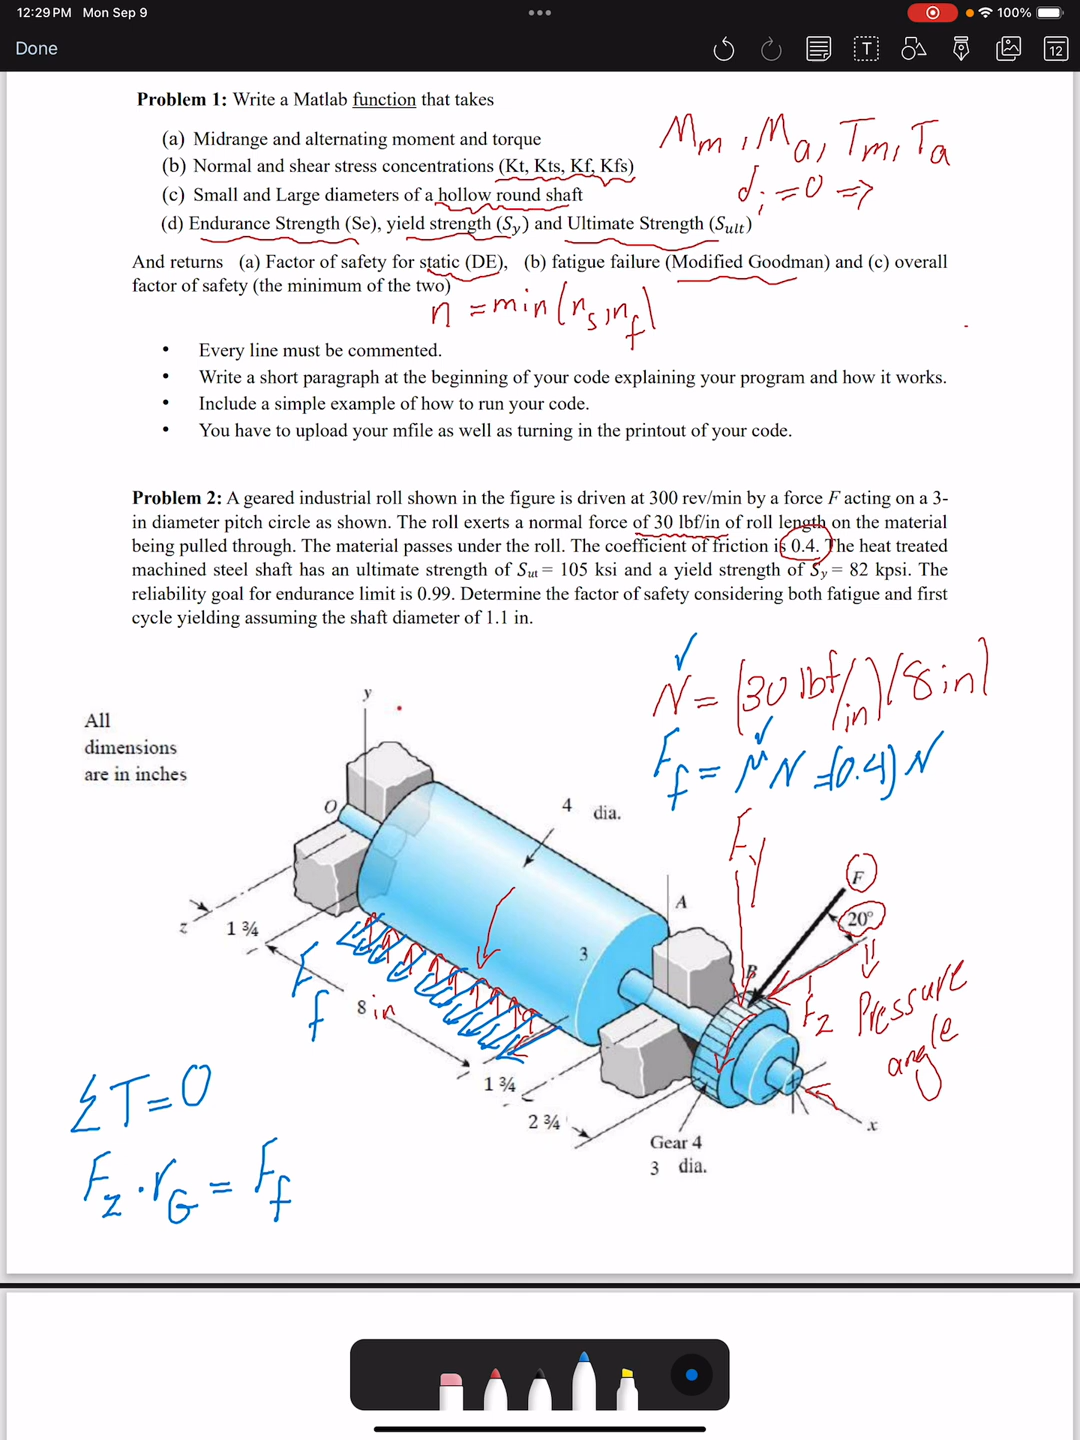 12:29 PM Mon Sep 9
100%
Done
T
12
Problem 1: Write a Matlab function that takes
(a) Midrange and alternating moment and torque
(b) Normal and shear stress concentrations (Kt, Kts, Kf, Kfs)
(c) Small and Large diameters of a hollow round shaft
(d) Endurance Strength (Se), yield strength (Sy) and Ultimate Strength (Sult)
Mm, Ma, Tm, Ta
di = 0 ⇒
And returns (a) Factor of safety for static (DE), (b) fatigue failure (Modified Goodman) and (c) overall
factor of safety (the minimum of the two)
n = min(ns, nf)
• Every line must be commented.
• Write a short paragraph at the beginning of your code explaining your program and how it works.
• Include a simple example of how to run your code.
• You have to upload your mfile as well as turning in the printout of your code.
Problem 2: A geared industrial roll shown in the figure is driven at 300 rev/min by a force F acting on a 3-
in diameter pitch circle as shown. The roll exerts a normal force of 30 lbf/in of roll length on the material
being pulled through. The material passes under the roll. The coefficient of friction is 0.4. The heat treated
machined steel shaft has an ultimate strength of Sut = 105 ksi and a yield strength of Sy = 82 kpsi. The
reliability goal for endurance limit is 0.99. Determine the factor of safety considering both fatigue and first
cycle yielding assuming the shaft diameter of 1.1 in.
N = (30 lbf/in)(8 in)
Ff = μN = (0.4) N
All
dimensions
are in inches
y
O
4 dia.
Fy
F
20°
A
z
1 3/4
3
B
Fz
Pressure
angle
Ff
8 in
1 3/4
2 3/4
x
Gear 4
3 dia.
ΣT=0
Fz · rG = Ff